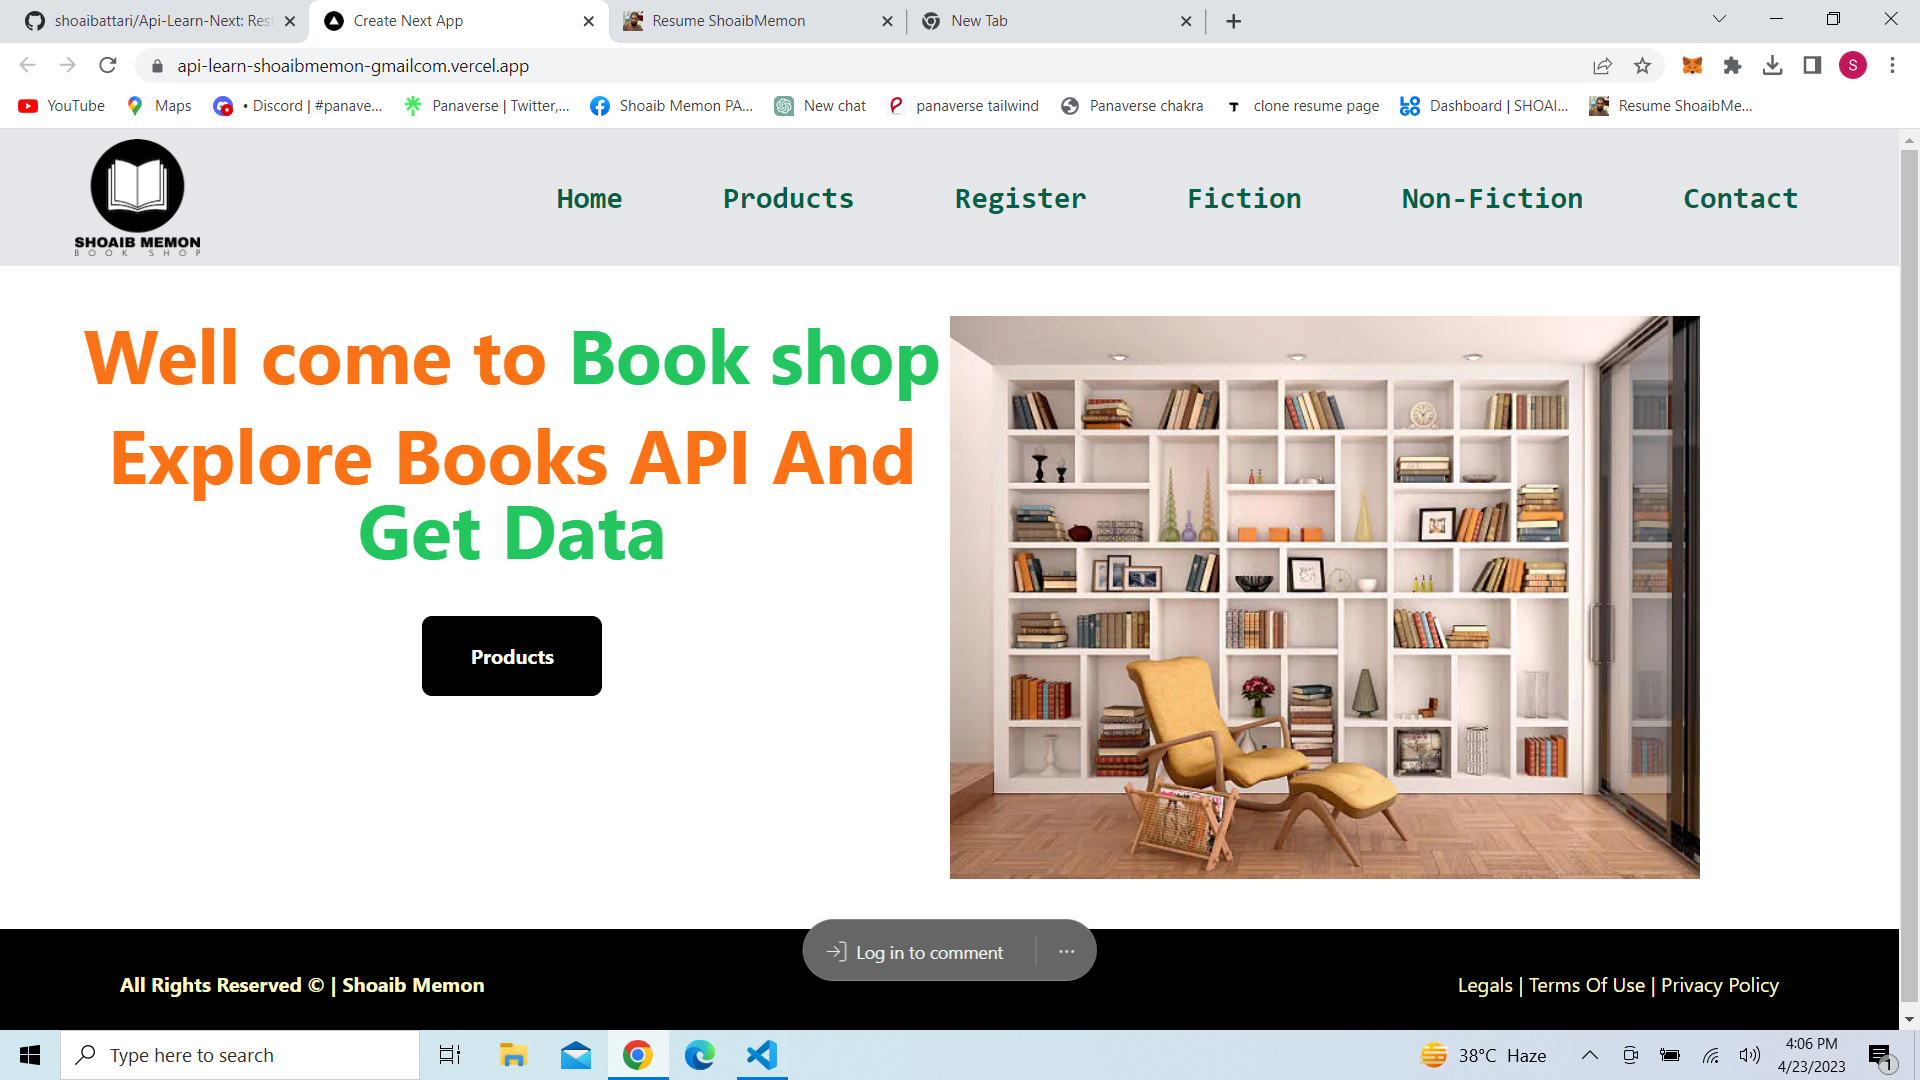 shoaibattari/Api-Learn-Next: Rest
Create Next App
Resume ShoaibMemon
New Tab
api-learn-shoaibmemon-gmailcom.vercel.app
S
YouTube
Maps
• Discord | #panave...
Panaverse | Twitter,...
Shoaib Memon PA...
New chat
panaverse tailwind
Panaverse chakra
clone resume page
Dashboard | SHOAI...
Resume ShoaibMe...
SHOAIB MEMON
BOOK SHOP
Home
Products
Register
Fiction
Non-Fiction
Contact
Well come to Book shop
Explore Books API And
Get Data
Products
Log in to comment
All Rights Reserved © | Shoaib Memon
Legals | Terms Of Use | Privacy Policy
Type here to search
38°C Haze
4:06 PM
4/23/2023
1